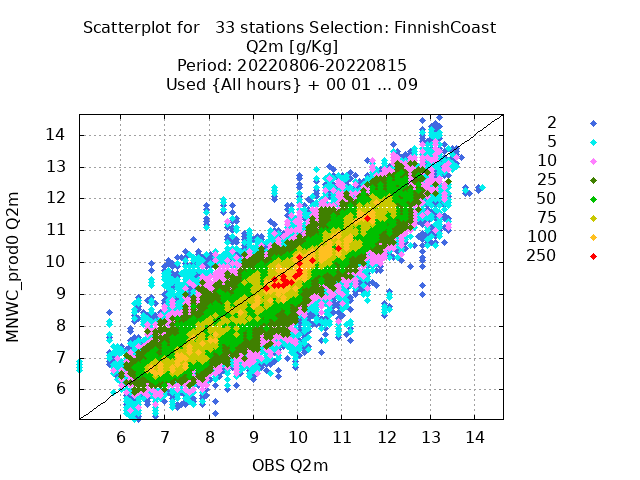 Scatterplot for   33 stations Selection: FinnishCoast
Q2m [g/Kg]
Period: 20220806-20220815
Used {All hours} + 00 01 ... 09
MNWC_prod0 Q2m
14
13
12
11
10
9
8
7
6
6 7 8 9 10 11 12 13 14
OBS Q2m
2
5
10
25
50
75
100
250